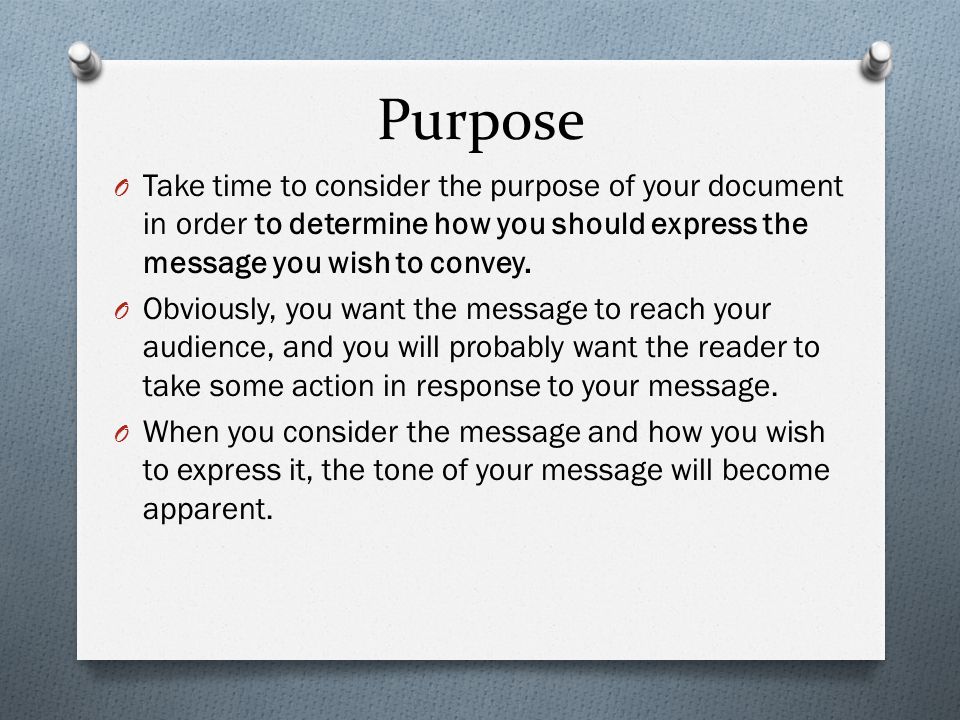 Purpose
O Take time to consider the purpose of your document
in order to determine how you should express the
message you wish to convey.
O Obviously, you want the message to reach your
audience, and you will probably want the reader to
take some action in response to your message.
O When you consider the message and how you wish
to express it, the tone of your message will become
apparent.